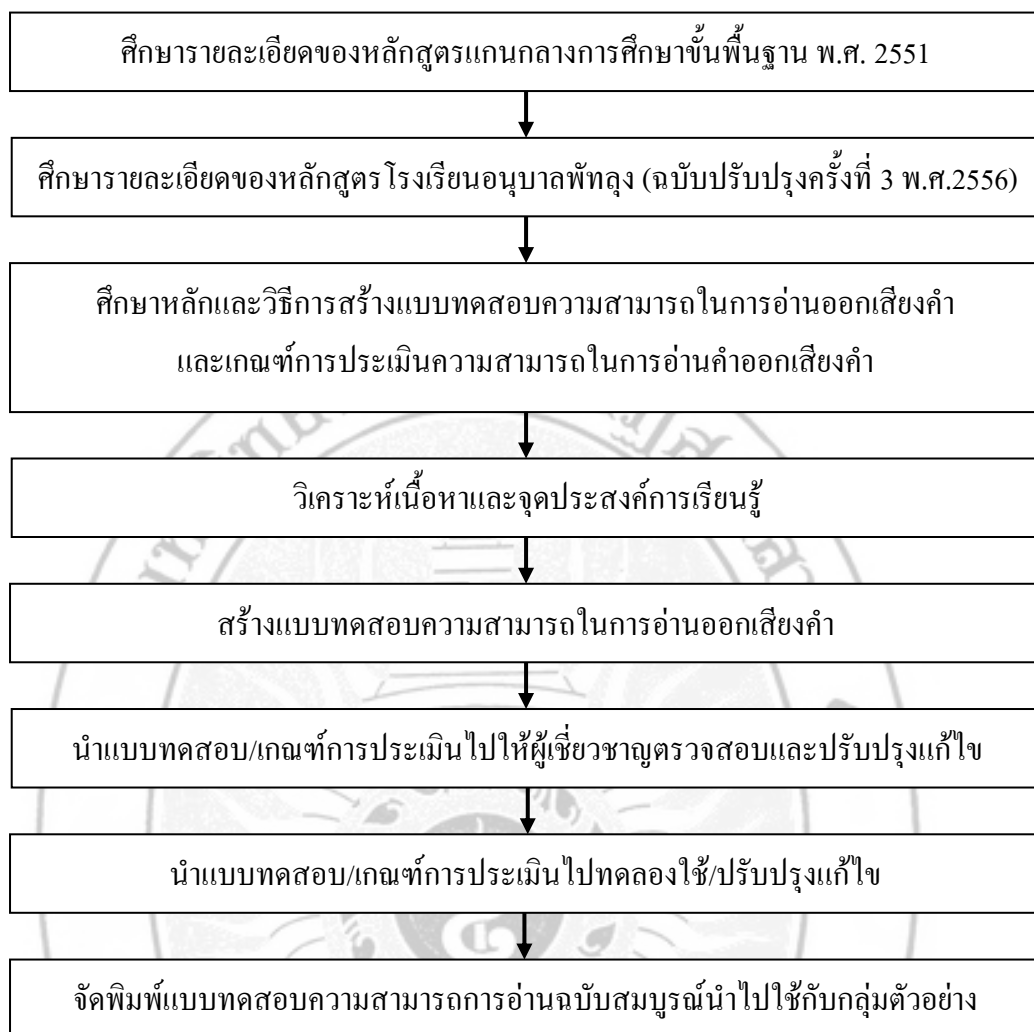 ศึกษารายละเอียดของหลักสูตรแกนกลางการศึกษาขั้นพื้นฐาน พ.ศ. 2551
ศึกษารายละเอียดของหลักสูตรโรงเรียนอนุบาลพัทลุง (ฉบับปรับปรุงครั้งที่ 3 พ.ศ.2556)
ศึกษาหลักและวิธีการสร้างแบบทดสอบความสามารถในการอ่านออกเสียงคำ
และเกณฑ์การประเมินความสามารถในการอ่านคำออกเสียงคำ
วิเคราะห์เนื้อหาและจุดประสงค์การเรียนรู้
สร้างแบบทดสอบความสามารถในการอ่านออกเสียงคำ
นำแบบทดสอบ/เกณฑ์การประเมินไปให้ผู้เชี่ยวชาญตรวจสอบและปรับปรุงแก้ไข
นำแบบทดสอบ/เกณฑ์การประเมินไปทดลองใช้/ปรับปรุงแก้ไข
จัดพิมพ์แบบทดสอบความสามารถการอ่านฉบับสมบูรณ์นำไปใช้กับกลุ่มตัวอย่าง